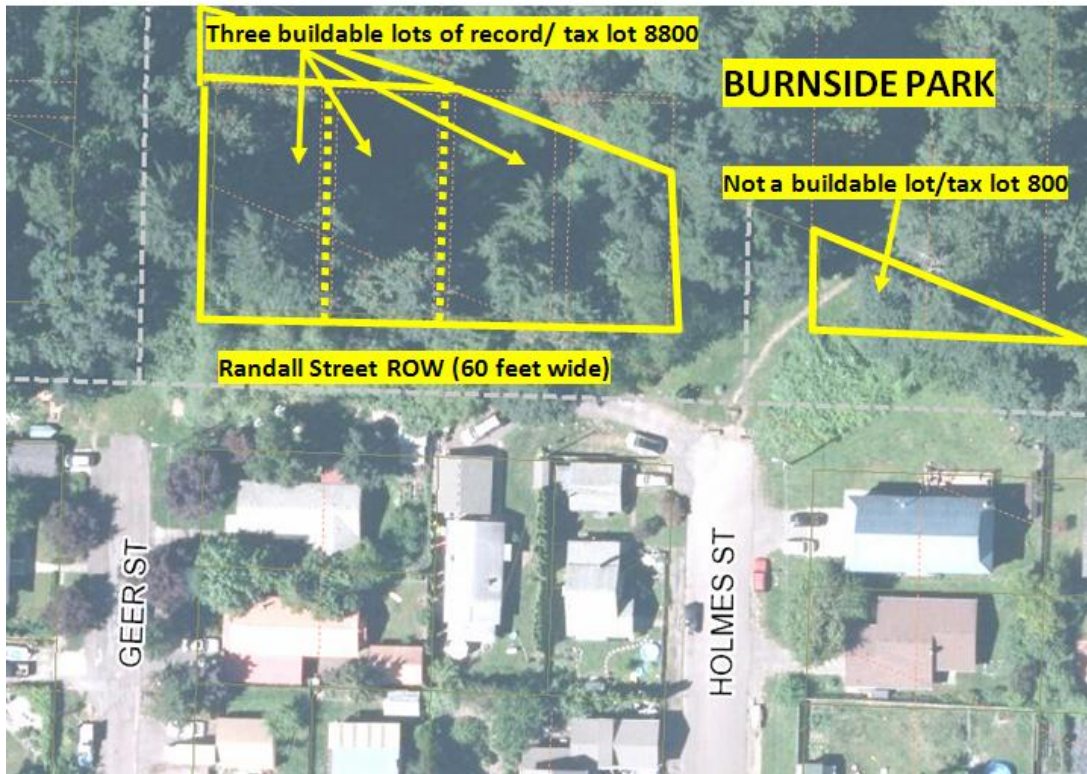 Three buildable lots of record/ tax lot 8800
BURNSIDE PARK
Not a buildable lot/tax lot 800
Randall Street ROW (60 feet wide)
GEER ST
HOLMES ST